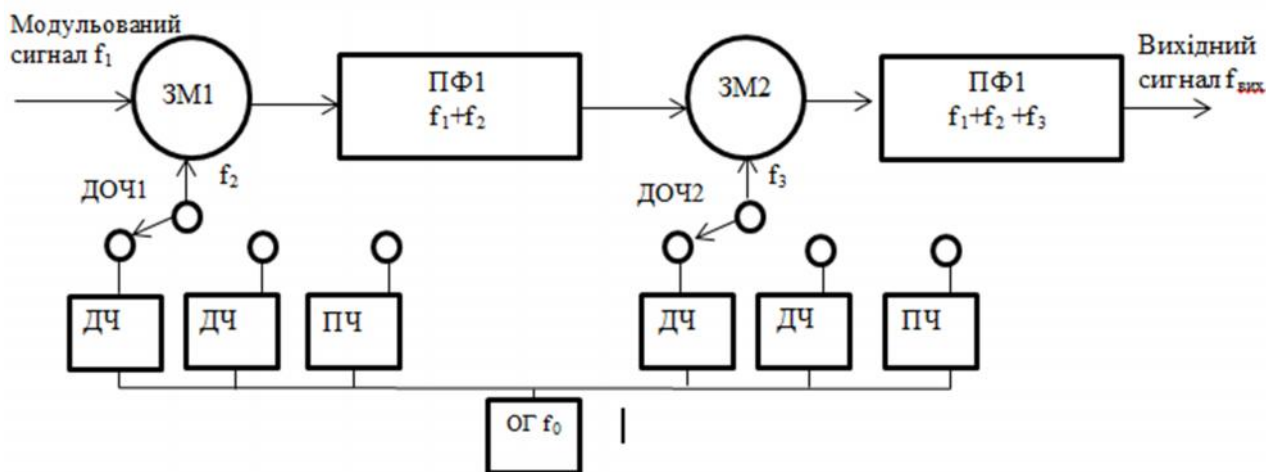 Модульований
сигнал f₁
ЗМ1
ПФ1
f₁+f₂
ЗМ2
ПФ1
f₁+f₂ +f₃
Вихідний
сигнал fвих
ДОЧ1
f₂
ДОЧ2
f₃
ДЧ
ДЧ
ПЧ
ДЧ
ДЧ
ПЧ
ОГ f₀